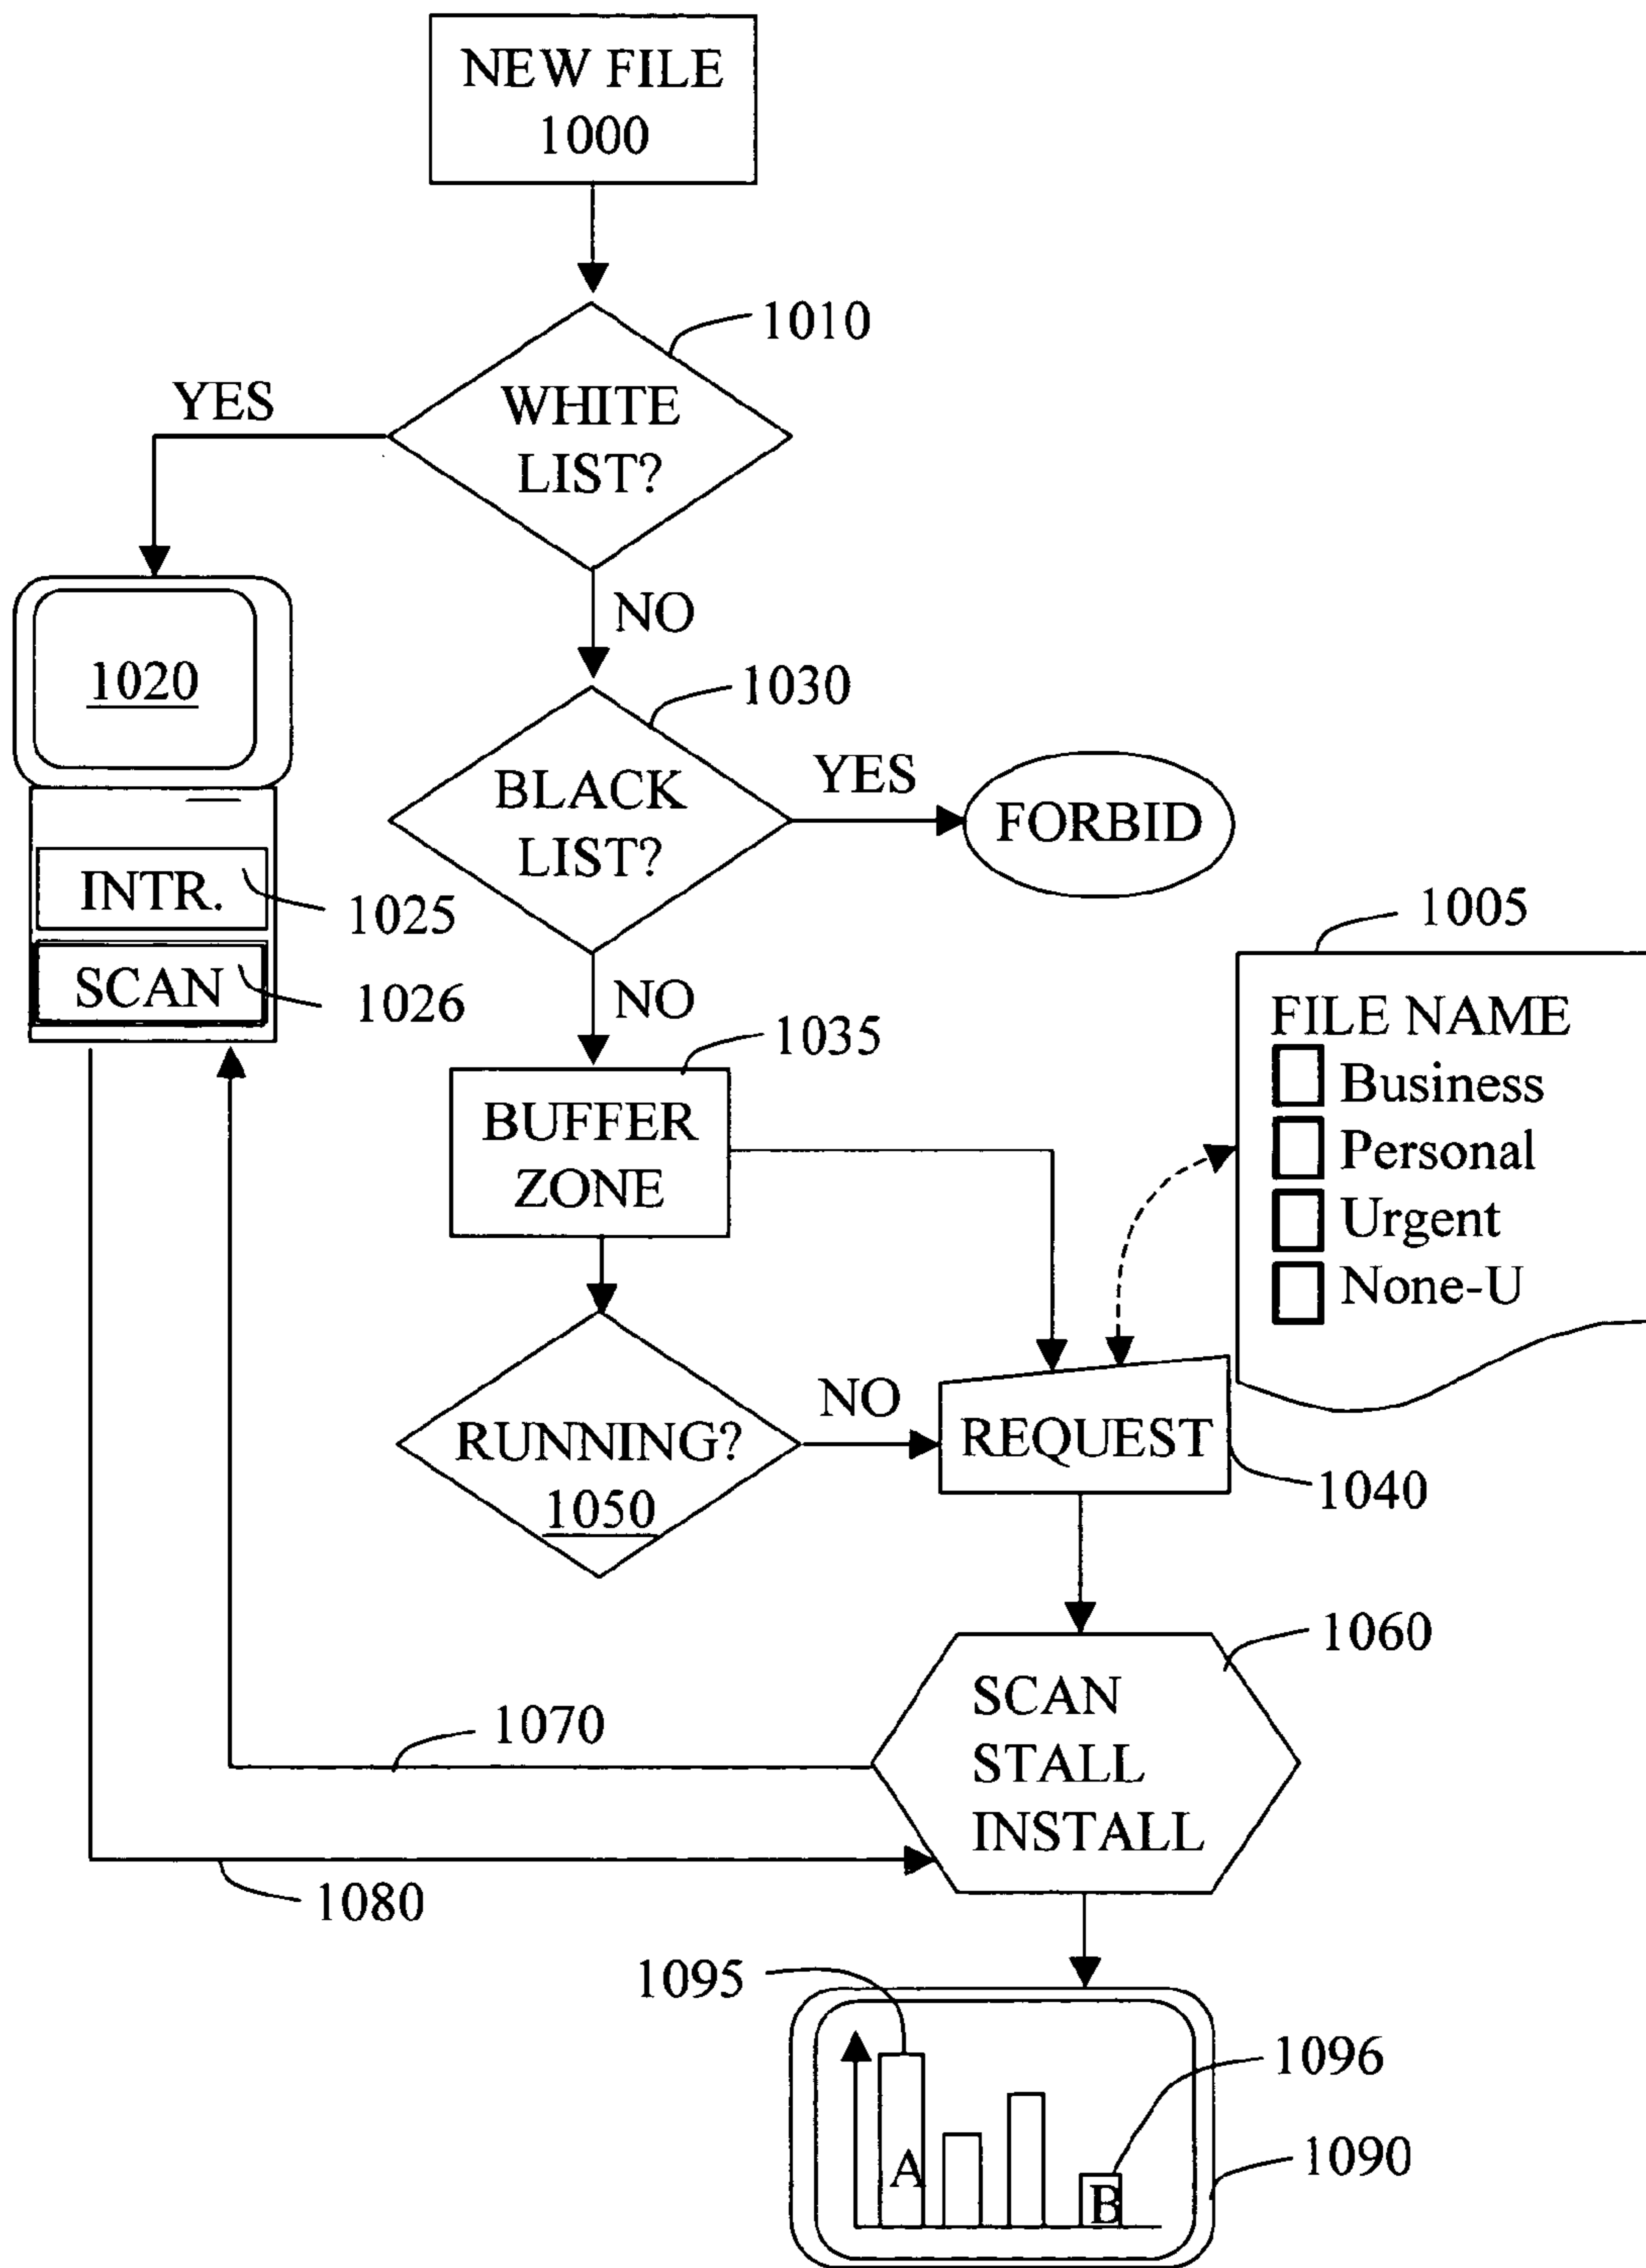 NEW FILE
1000
1010
YES
WHITE
LIST?
NO
1020
1030
BLACK
LIST?
YES
FORBID
INTR.
1025
SCAN
1026
NO
1005
FILE NAME
Business
Personal
Urgent
None-U
1035
BUFFER
ZONE
RUNNING?
1050
NO
REQUEST
1040
1060
SCAN
STALL
INSTALL
1070
1080
1095
1096
A
B
1090